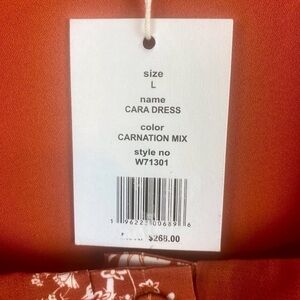 size
L
name
CARA DRESS
color
CARNATION MIX
style no
W71301
$268.00